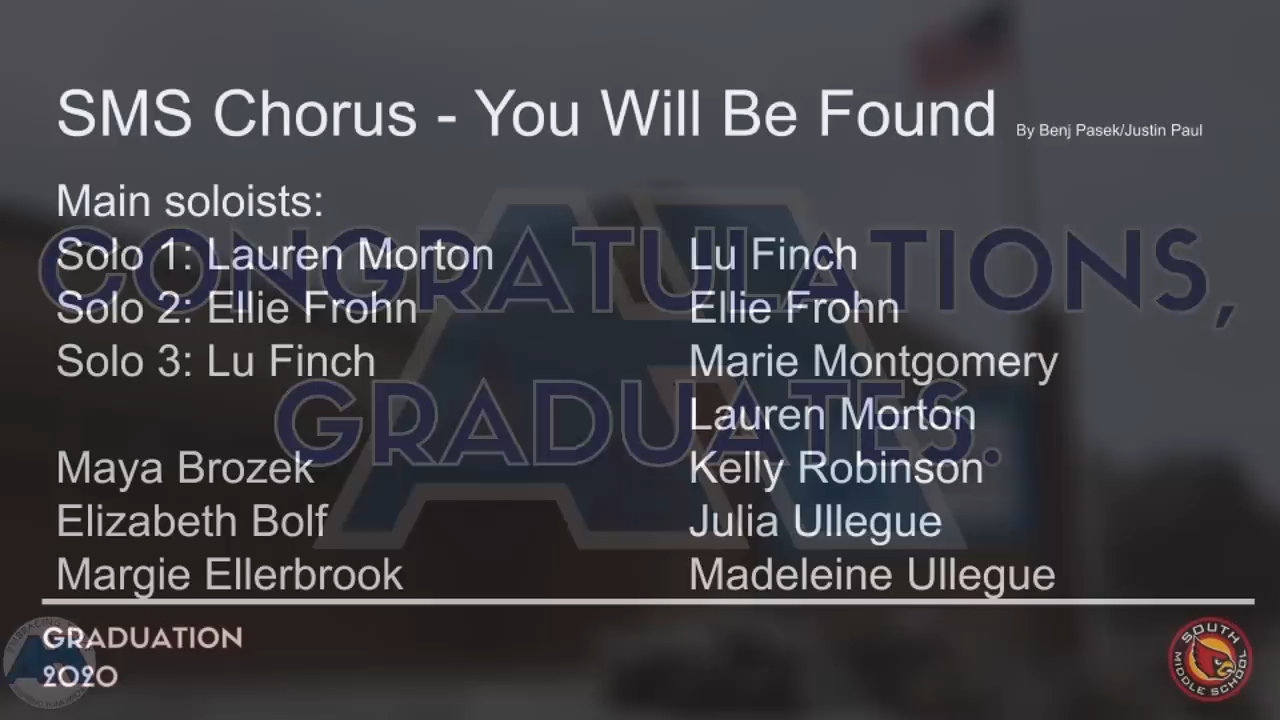 SMS Chorus - You Will Be Found By Benj Pasek/Justin Paul
Main soloists:
Solo 1: Lauren Morton
Solo 2: Ellie Frohn
Solo 3: Lu Finch
Maya Brozek
Elizabeth Bolf
Margie Ellerbrook
Lu Finch
Ellie Frohn
Marie Montgomery
Lauren Morton
Kelly Robinson
Julia Ullegue
Madeleine Ullegue
CONGRATULATIONS,
GRADUATES.
GRADUATION
2020
SOUTH
MIDDLE SCHOOL